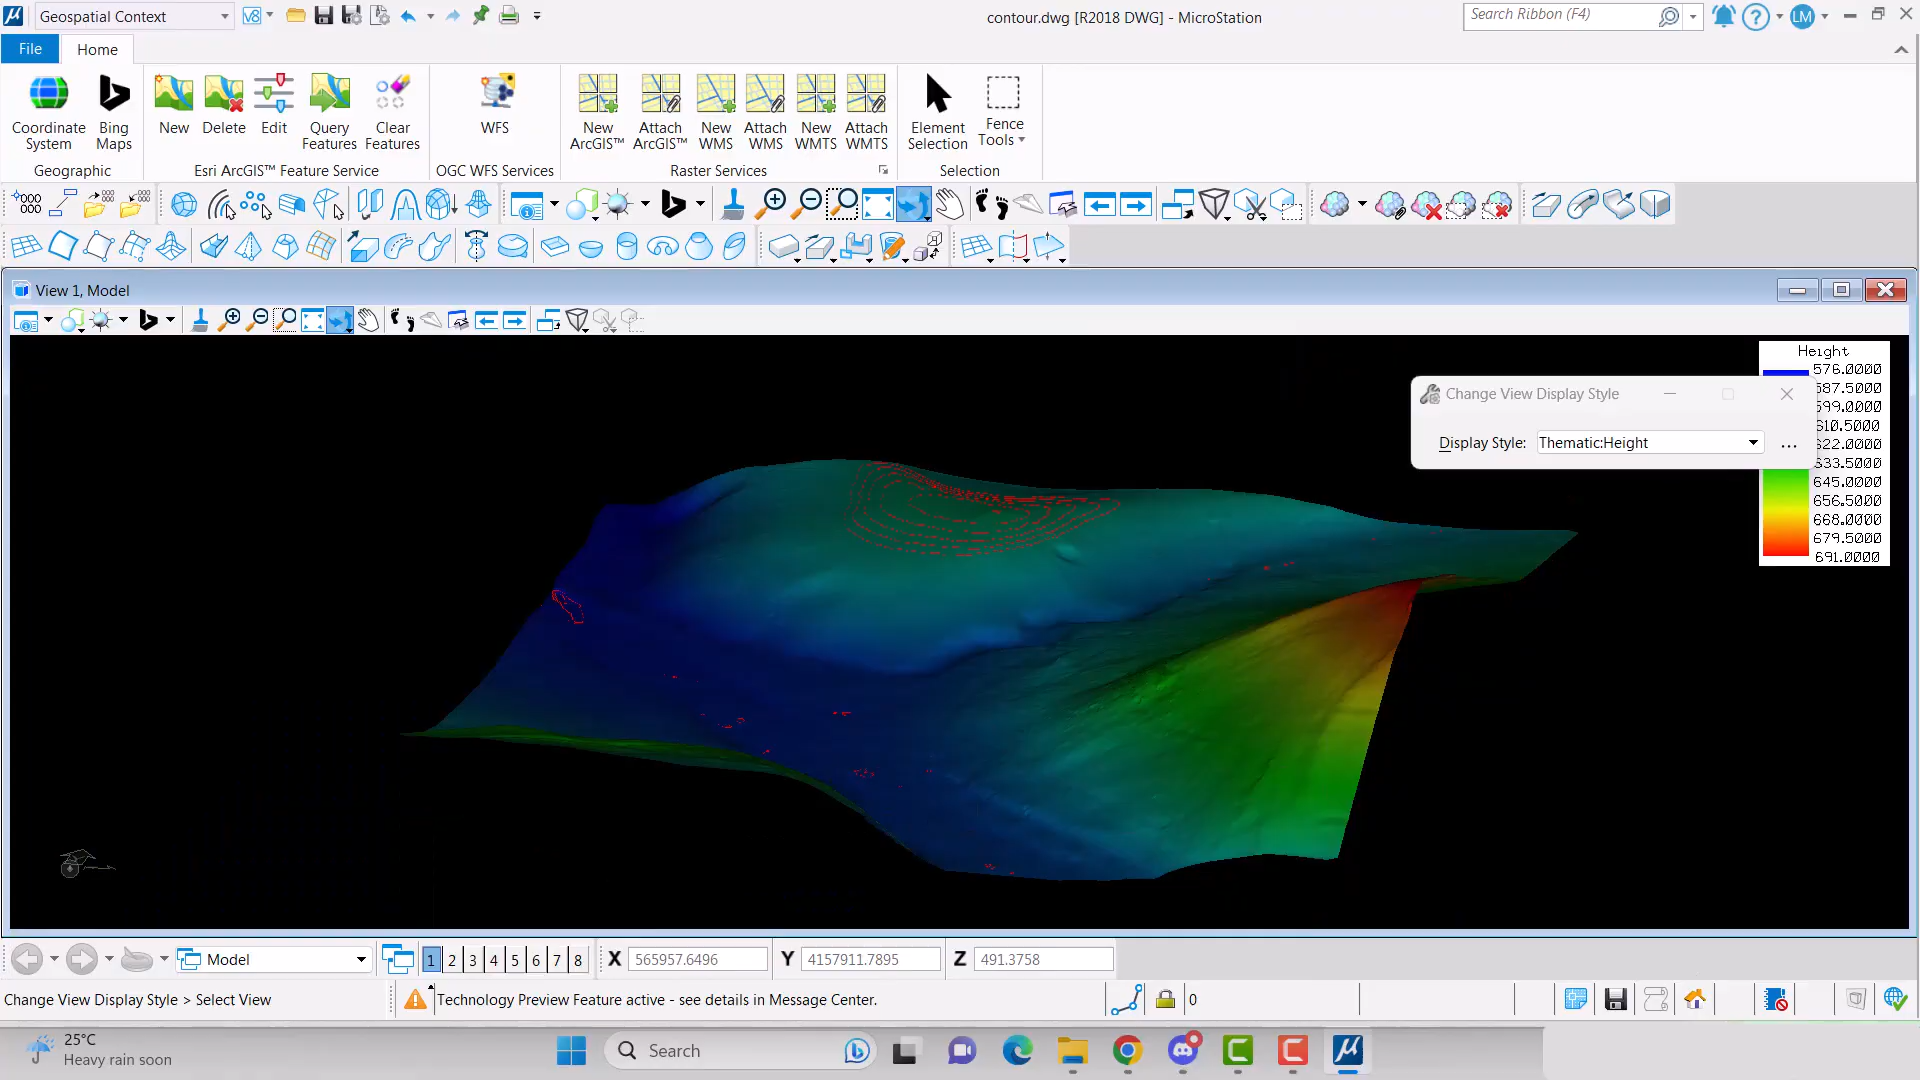 Geospatial Context
V8
contour.dwg [R2018 DWG] - MicroStation
Search Ribbon (F4)
LM
File
Home
Coordinate System
Bing Maps
Geographic
New
Delete
Edit
Query Features
Clear Features
Esri ArcGIS™ Feature Service
WFS
OGC WFS Services
New ArcGIS™
Attach ArcGIS™
New WMS
Attach WMS
New WMTS
Attach WMTS
Raster Services
Element Selection
Fence Tools
Selection
View 1, Model
Height
576.0000
587.5000
599.0000
610.5000
622.0000
633.5000
645.0000
656.5000
668.0000
679.5000
691.0000
Change View Display Style
Display Style: Thematic:Height ...
Model
1 2 3 4 5 6 7 8
X 565957.6496 Y 4157911.7895 Z 491.3758
Change View Display Style > Select View
Technology Preview Feature active - see details in Message Center.
0
25°C
Heavy rain soon
Search